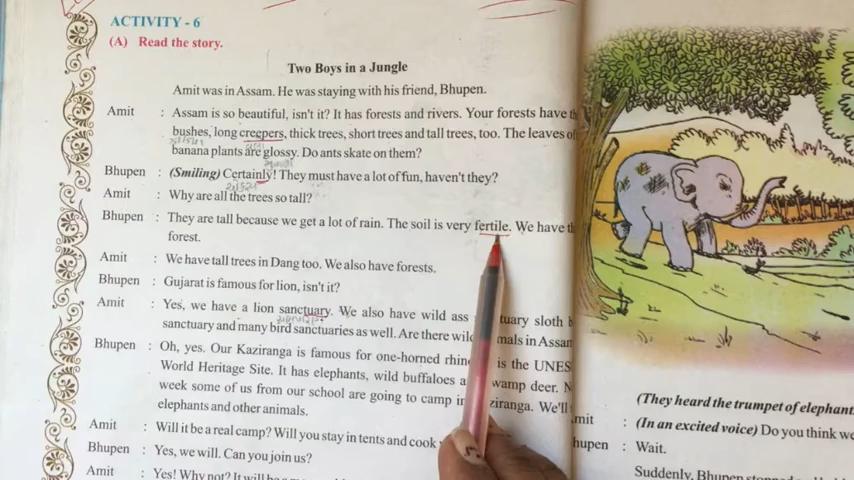 ACTIVITY - 6
(A) Read the story.
Two Boys in a Jungle
Amit was in Assam. He was staying with his friend, Bhupen.
Amit : Assam is so beautiful, isn't it? It has forests and rivers. Your forests have
bushes, long creepers, thick trees, short trees and tall trees, too. The leaves of
banana plants are glossy. Do ants skate on them?
Bhupen : (Smiling) Certainly! They must have a lot of fun, haven't they?
Amit : Why are all the trees so tall?
Bhupen : They are tall because we get a lot of rain. The soil is very fertile. We have
forest.
Amit : We have tall trees in Dang too. We also have forests.
Bhupen : Gujarat is famous for lion, isn't it?
Amit : Yes, we have a lion sanctuary. We also have wild ass tuary sloth
sanctuary and many bird sanctuaries as well. Are there wild mals in Assam
Bhupen : Oh, yes. Our Kaziranga is famous for one-horned rhin is the UNES
World Heritage Site. It has elephants, wild buffaloes a wamp deer. N
week some of us from our school are going to camp in ziranga. We'll
elephants and other animals.
Amit : Will it be a real camp? Will you stay in tents and cook
Bhupen : Yes, we will. Can you join us?
Amit : Yes! Why not? It will be
(They heard the trumpet of elephant
mit : (In an excited voice) Do you think we
hupen : Wait.
Suddenly, Bhupen stopped